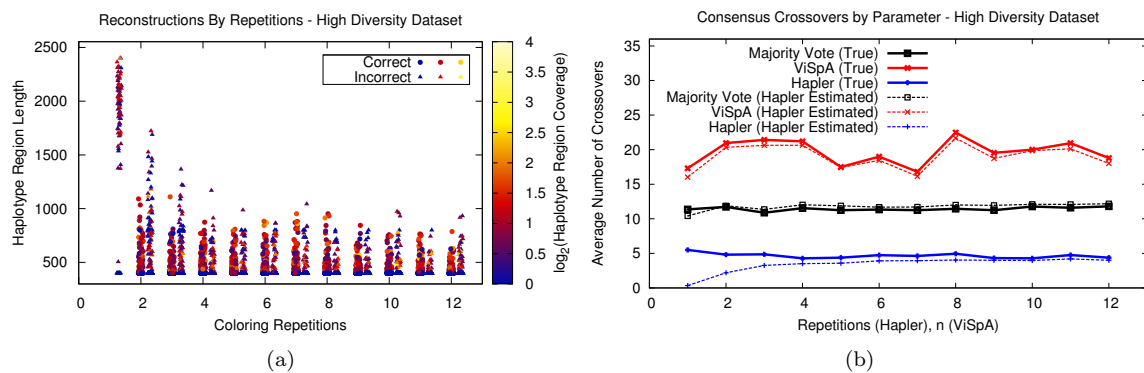 Reconstructions By Repetitions - High Diversity Dataset
Haplotype Region Length
2500
2000
1500
1000
500
0 2 4 6 8 10 12
Coloring Repetitions
Correct
Incorrect
4
3.5
3
2.5
2
1.5
1
0.5
0
log2(Haplotype Region Coverage)
(a)
Consensus Crossovers by Parameter - High Diversity Dataset
Average Number of Crossovers
35
30
25
20
15
10
5
0
Majority Vote (True)
ViSpA (True)
Hapler (True)
Majority Vote (Hapler Estimated)
ViSpA (Hapler Estimated)
Hapler (Hapler Estimated)
0 2 4 6 8 10 12
Repetitions (Hapler), n (ViSpA)
(b)